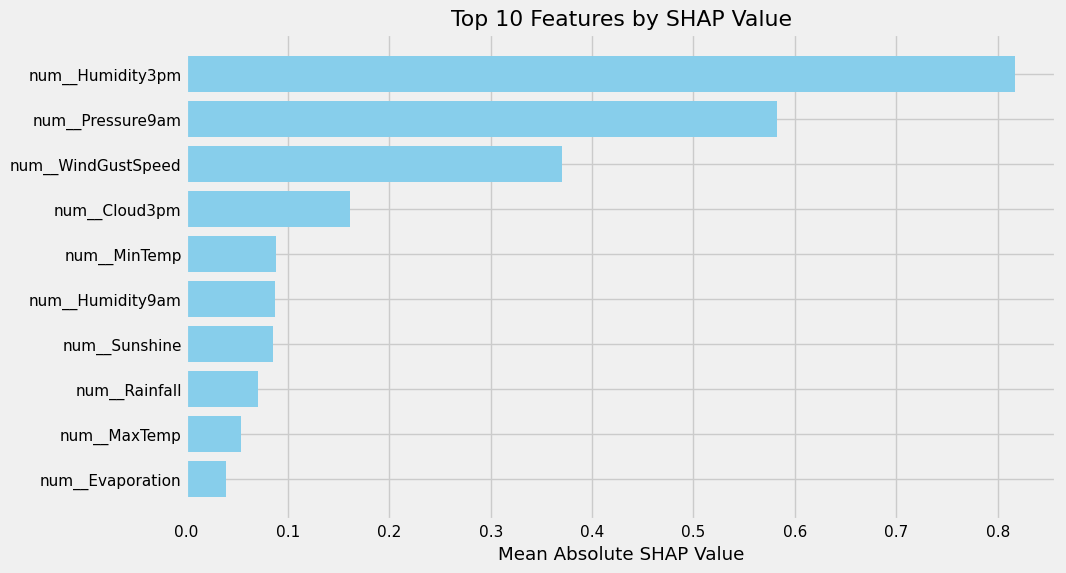 Top 10 Features by SHAP Value
num__Humidity3pm
num__Pressure9am
num__WindGustSpeed
num__Cloud3pm
num__MinTemp
num__Humidity9am
num__Sunshine
num__Rainfall
num__MaxTemp
num__Evaporation
0.0 0.1 0.2 0.3 0.4 0.5 0.6 0.7 0.8
Mean Absolute SHAP Value